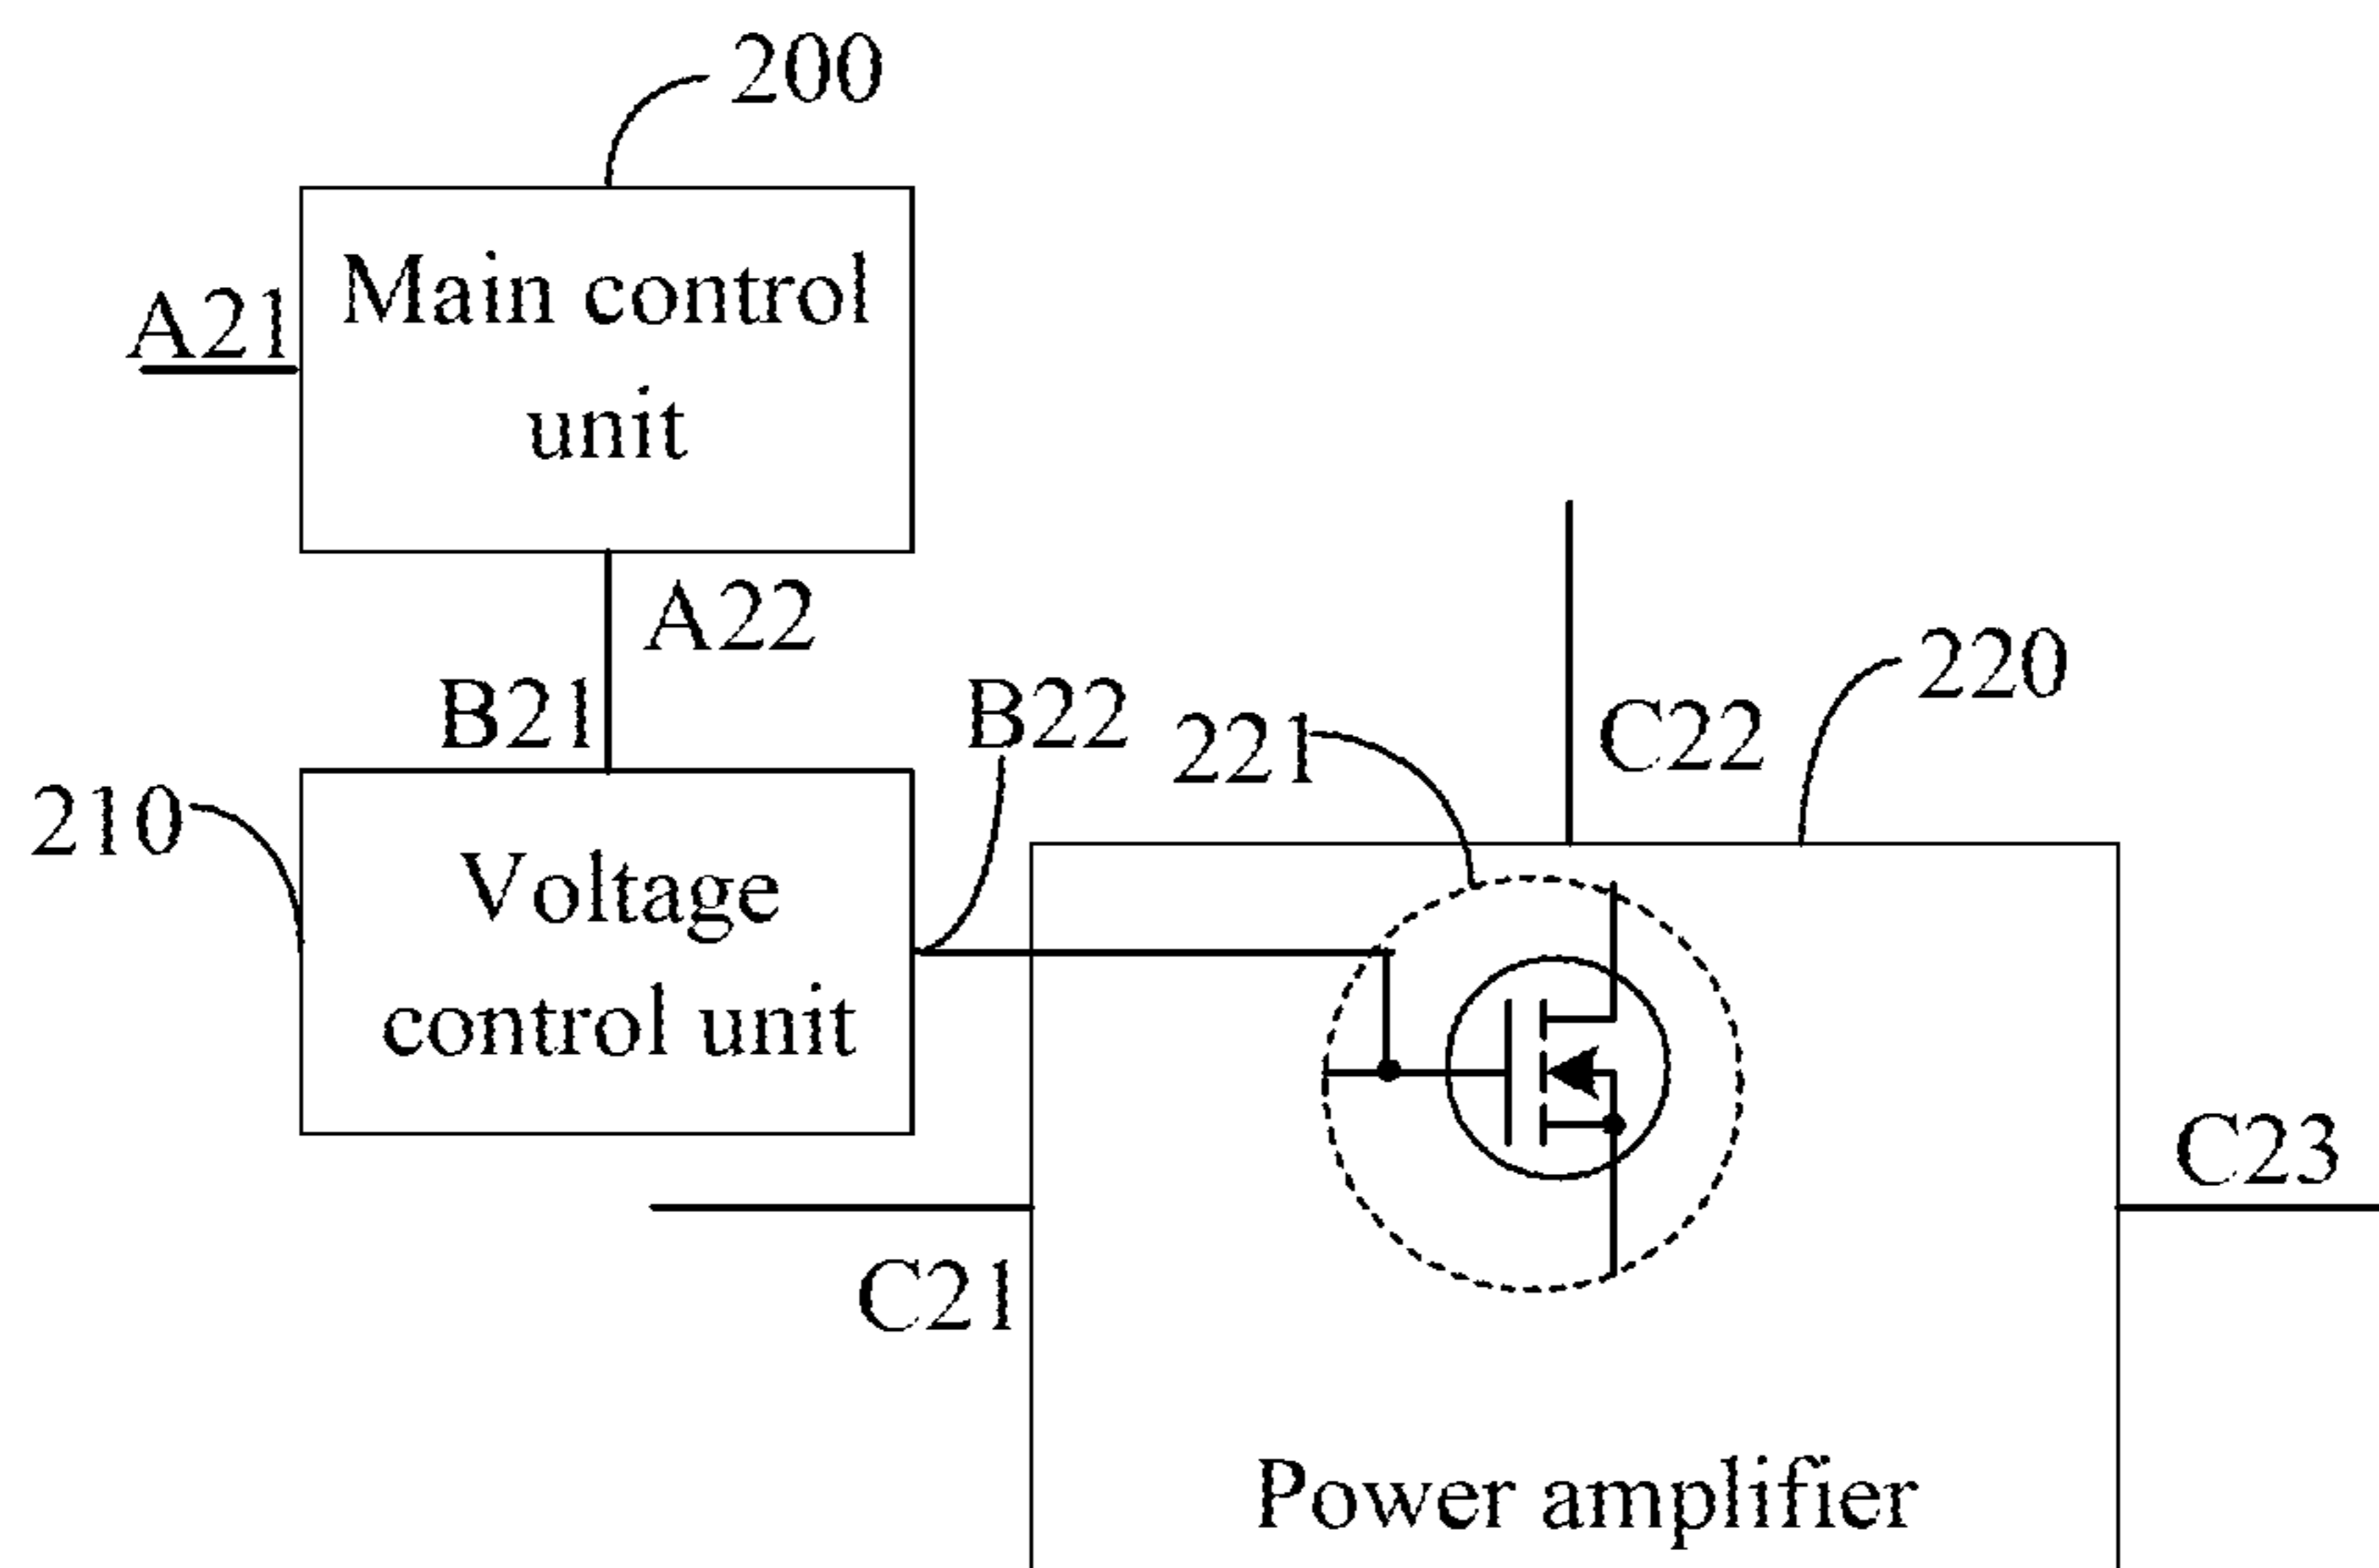 200
A21
Main control
unit
A22
B21
B22
221
C22
220
210
Voltage
control unit
C23
C21
Power amplifier